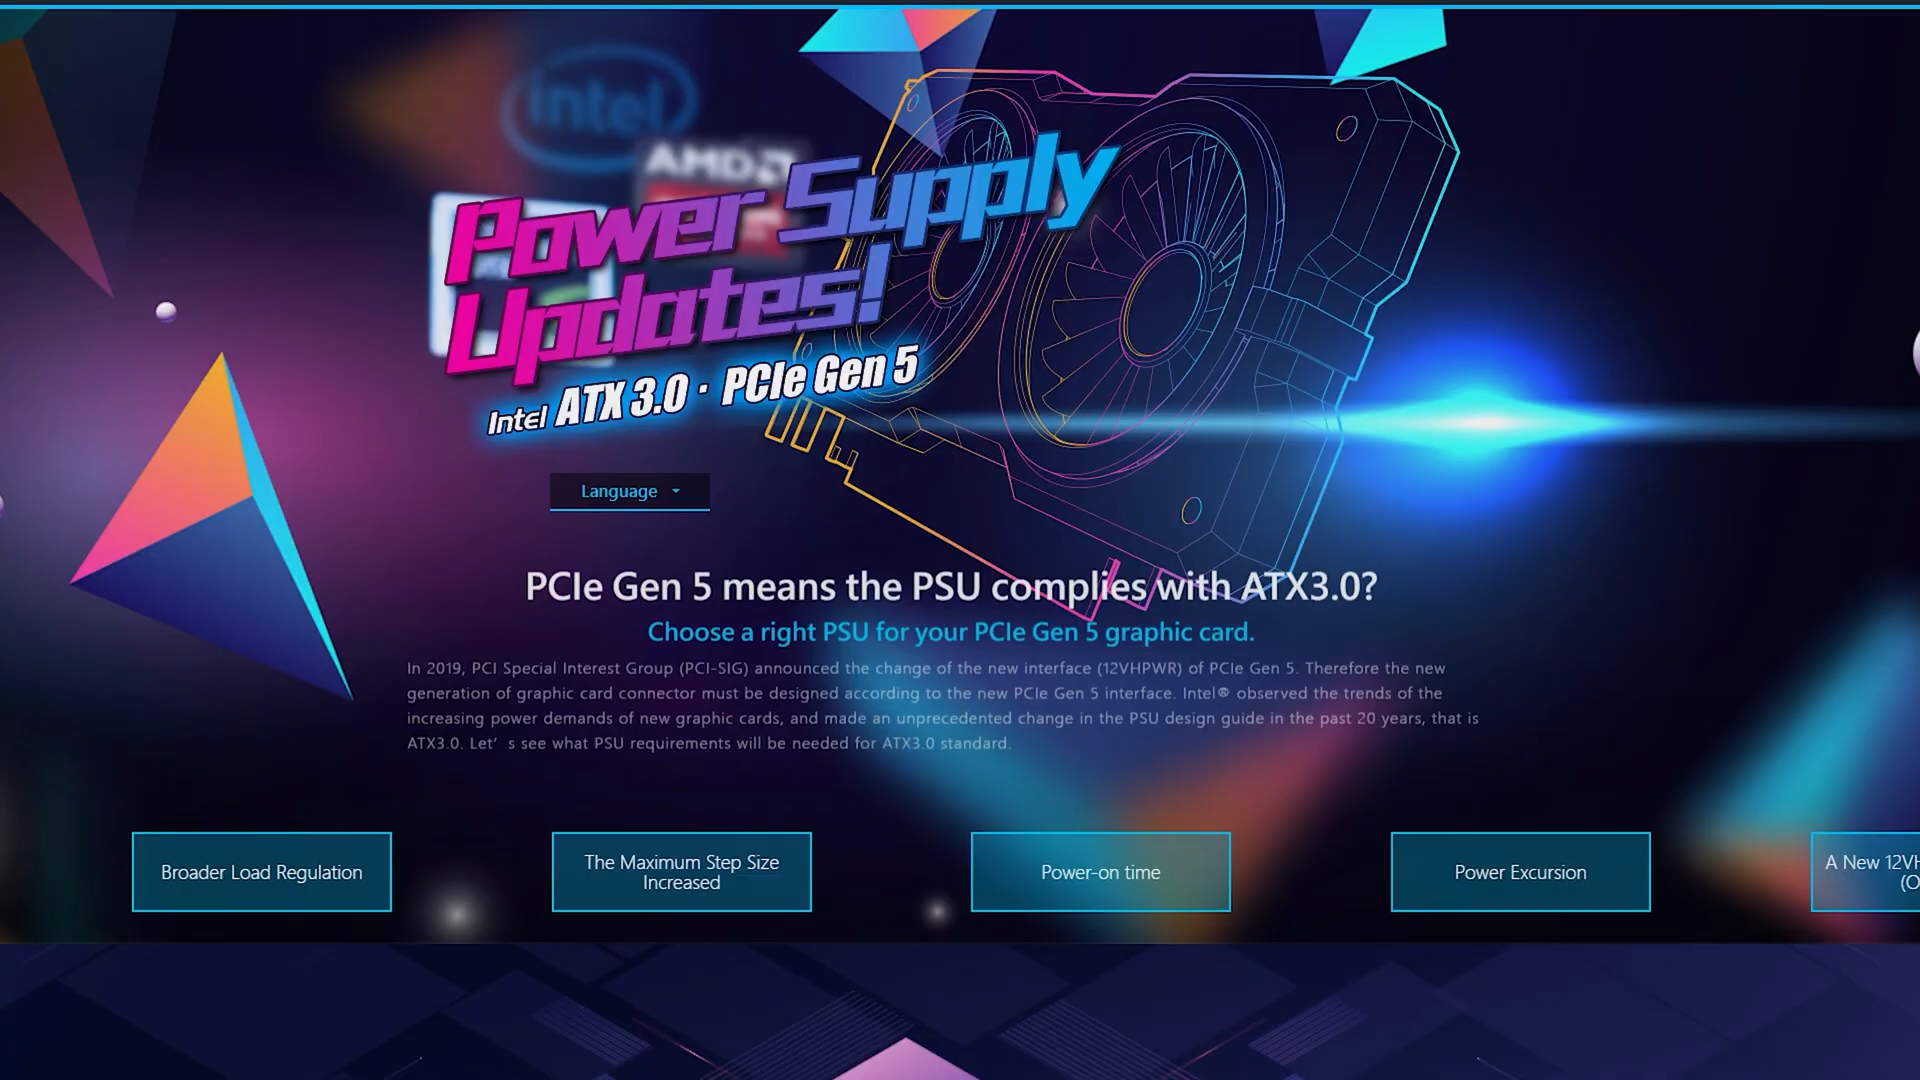 intel
AMD
Power Supply
Updates!
Intel ATX 3.0 · PCIe Gen 5
Language
PCIe Gen 5 means the PSU complies with ATX3.0?
Choose a right PSU for your PCIe Gen 5 graphic card.
In 2019, PCI Special Interest Group (PCI-SIG) announced the change of the new interface (12VHPWR) of PCIe Gen 5. Therefore the new
generation of graphic card connector must be designed according to the new PCIe Gen 5 interface. Intel® observed the trends of the
increasing power demands of new graphic cards, and made an unprecedented change in the PSU design guide in the past 20 years, that is
ATX3.0. Let’s see what PSU requirements will be needed for ATX3.0 standard.
Broader Load Regulation
The Maximum Step Size
Increased
Power-on time
Power Excursion
A New 12VH
(O